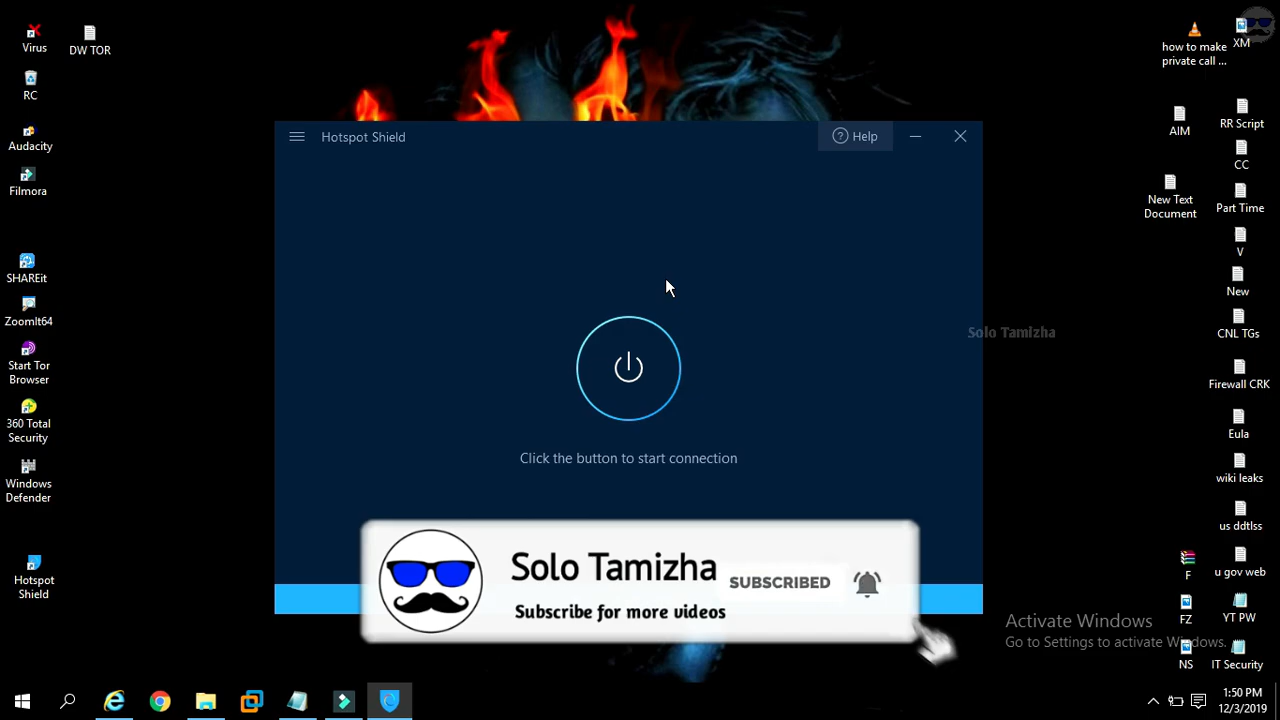 Virus
DW TOR
RC
Audacity
Filmora
SHAREit
ZoomIt64
Start Tor
Browser
360 Total
Security
Windows
Defender
Hotspot
Shield
Hotspot Shield
? Help
Click the button to start connection
Solo Tamizha
SUBSCRIBED
Subscribe for more videos
Solo Tamizha
how to make
private call ...
XM
AIM
RR Script
CC
New Text
Document
Part Time
V
New
CNL TGs
Firewall CRK
Eula
wiki leaks
us ddtlss
F
u gov web
FZ
YT PW
NS
IT Security
Activate Windows
Go to Settings to activate Windows.
1:50 PM
12/3/2019